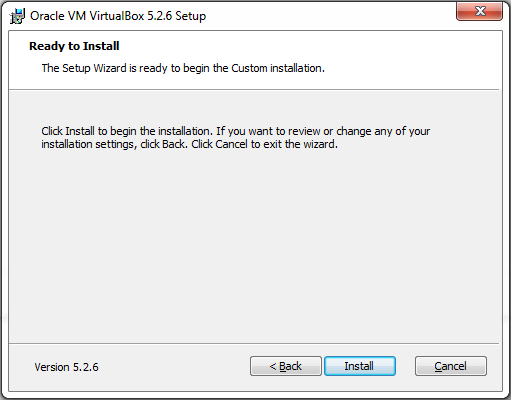 Oracle VM VirtualBox 5.2.6 Setup
Ready to Install
The Setup Wizard is ready to begin the Custom installation.
Click Install to begin the installation. If you want to review or change any of your
installation settings, click Back. Click Cancel to exit the wizard.
Version 5.2.6
< Back
Install
Cancel